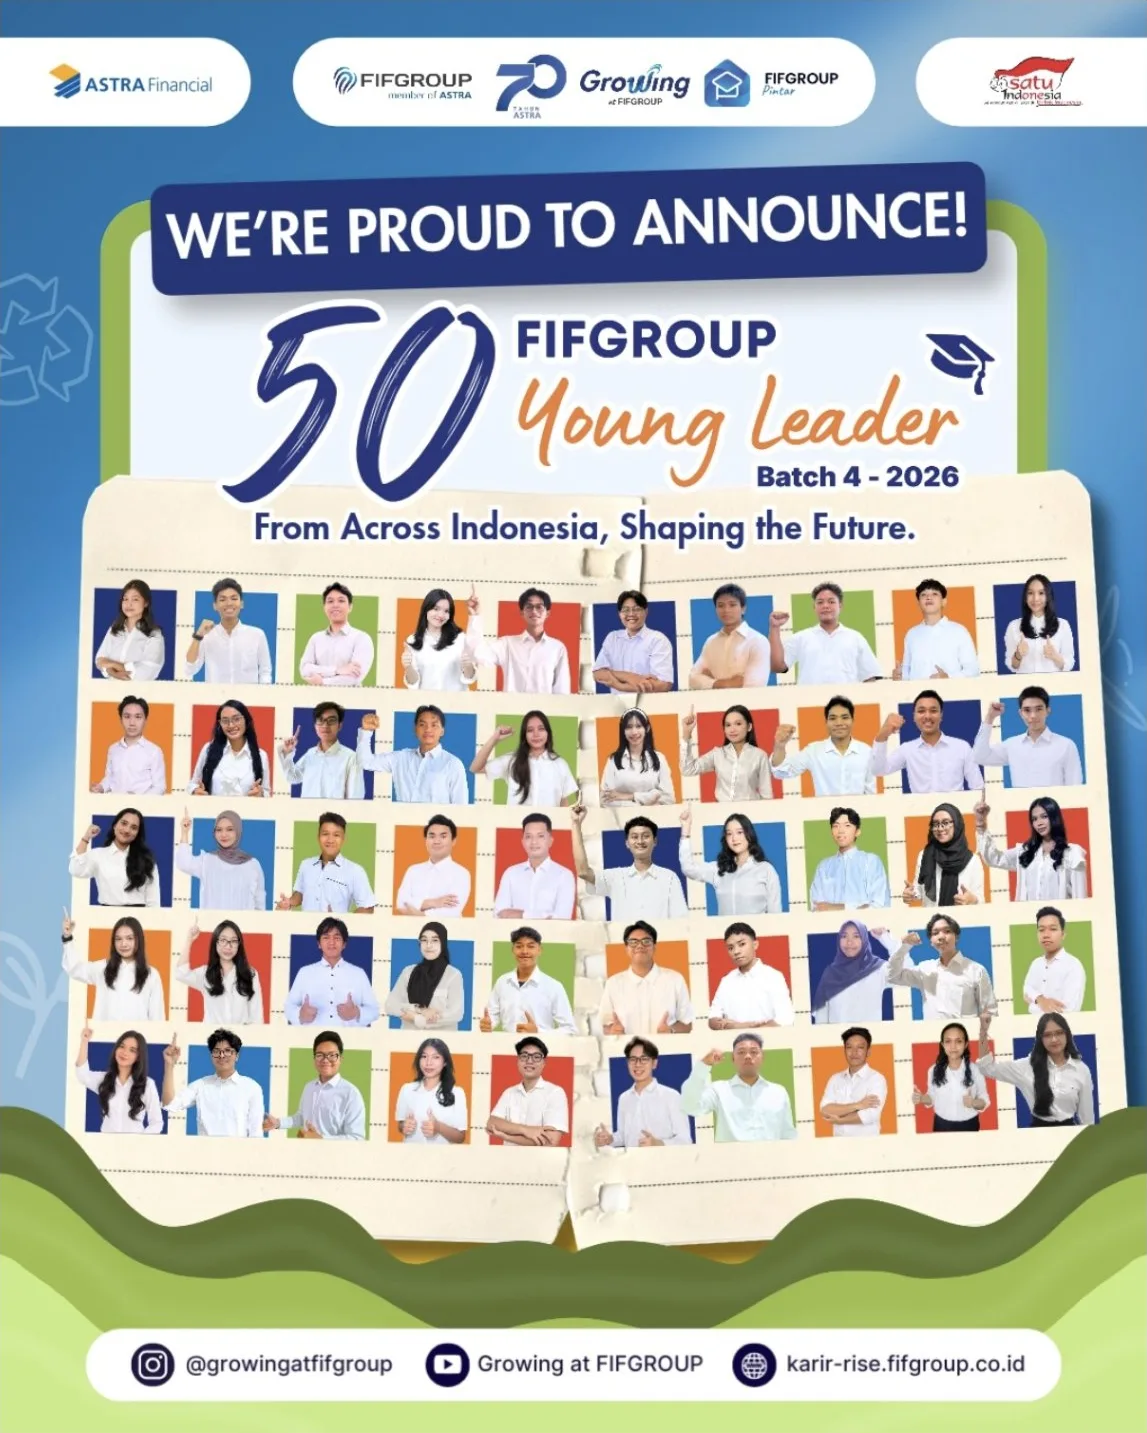 ASTRA Financial
FIFGROUP
member of ASTRA
70
TAHUN
ASTRA
Growing
at FIFGROUP
FIFGROUP
Pintar
satu
Indonesia
WE'RE PROUD TO ANNOUNCE!
50 FIFGROUP
Young Leader
Batch 4 - 2026
From Across Indonesia, Shaping the Future.
@growingatfifgroup
Growing at FIFGROUP
karir-rise.fifgroup.co.id